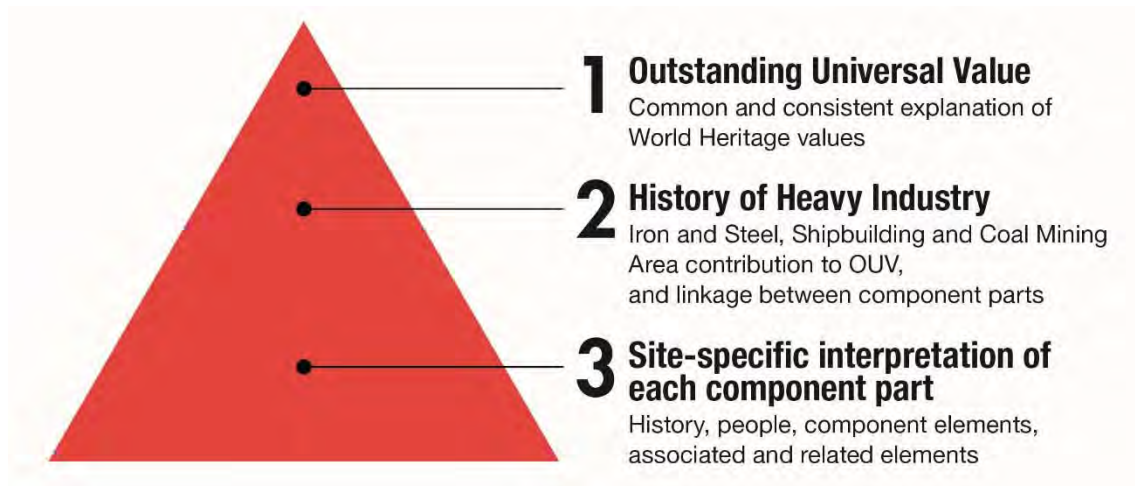 1 Outstanding Universal Value
Common and consistent explanation of
World Heritage values
2 History of Heavy Industry
Iron and Steel, Shipbuilding and Coal Mining
Area contribution to OUV,
and linkage between component parts
3 Site-specific interpretation of
each component part
History, people, component elements,
associated and related elements